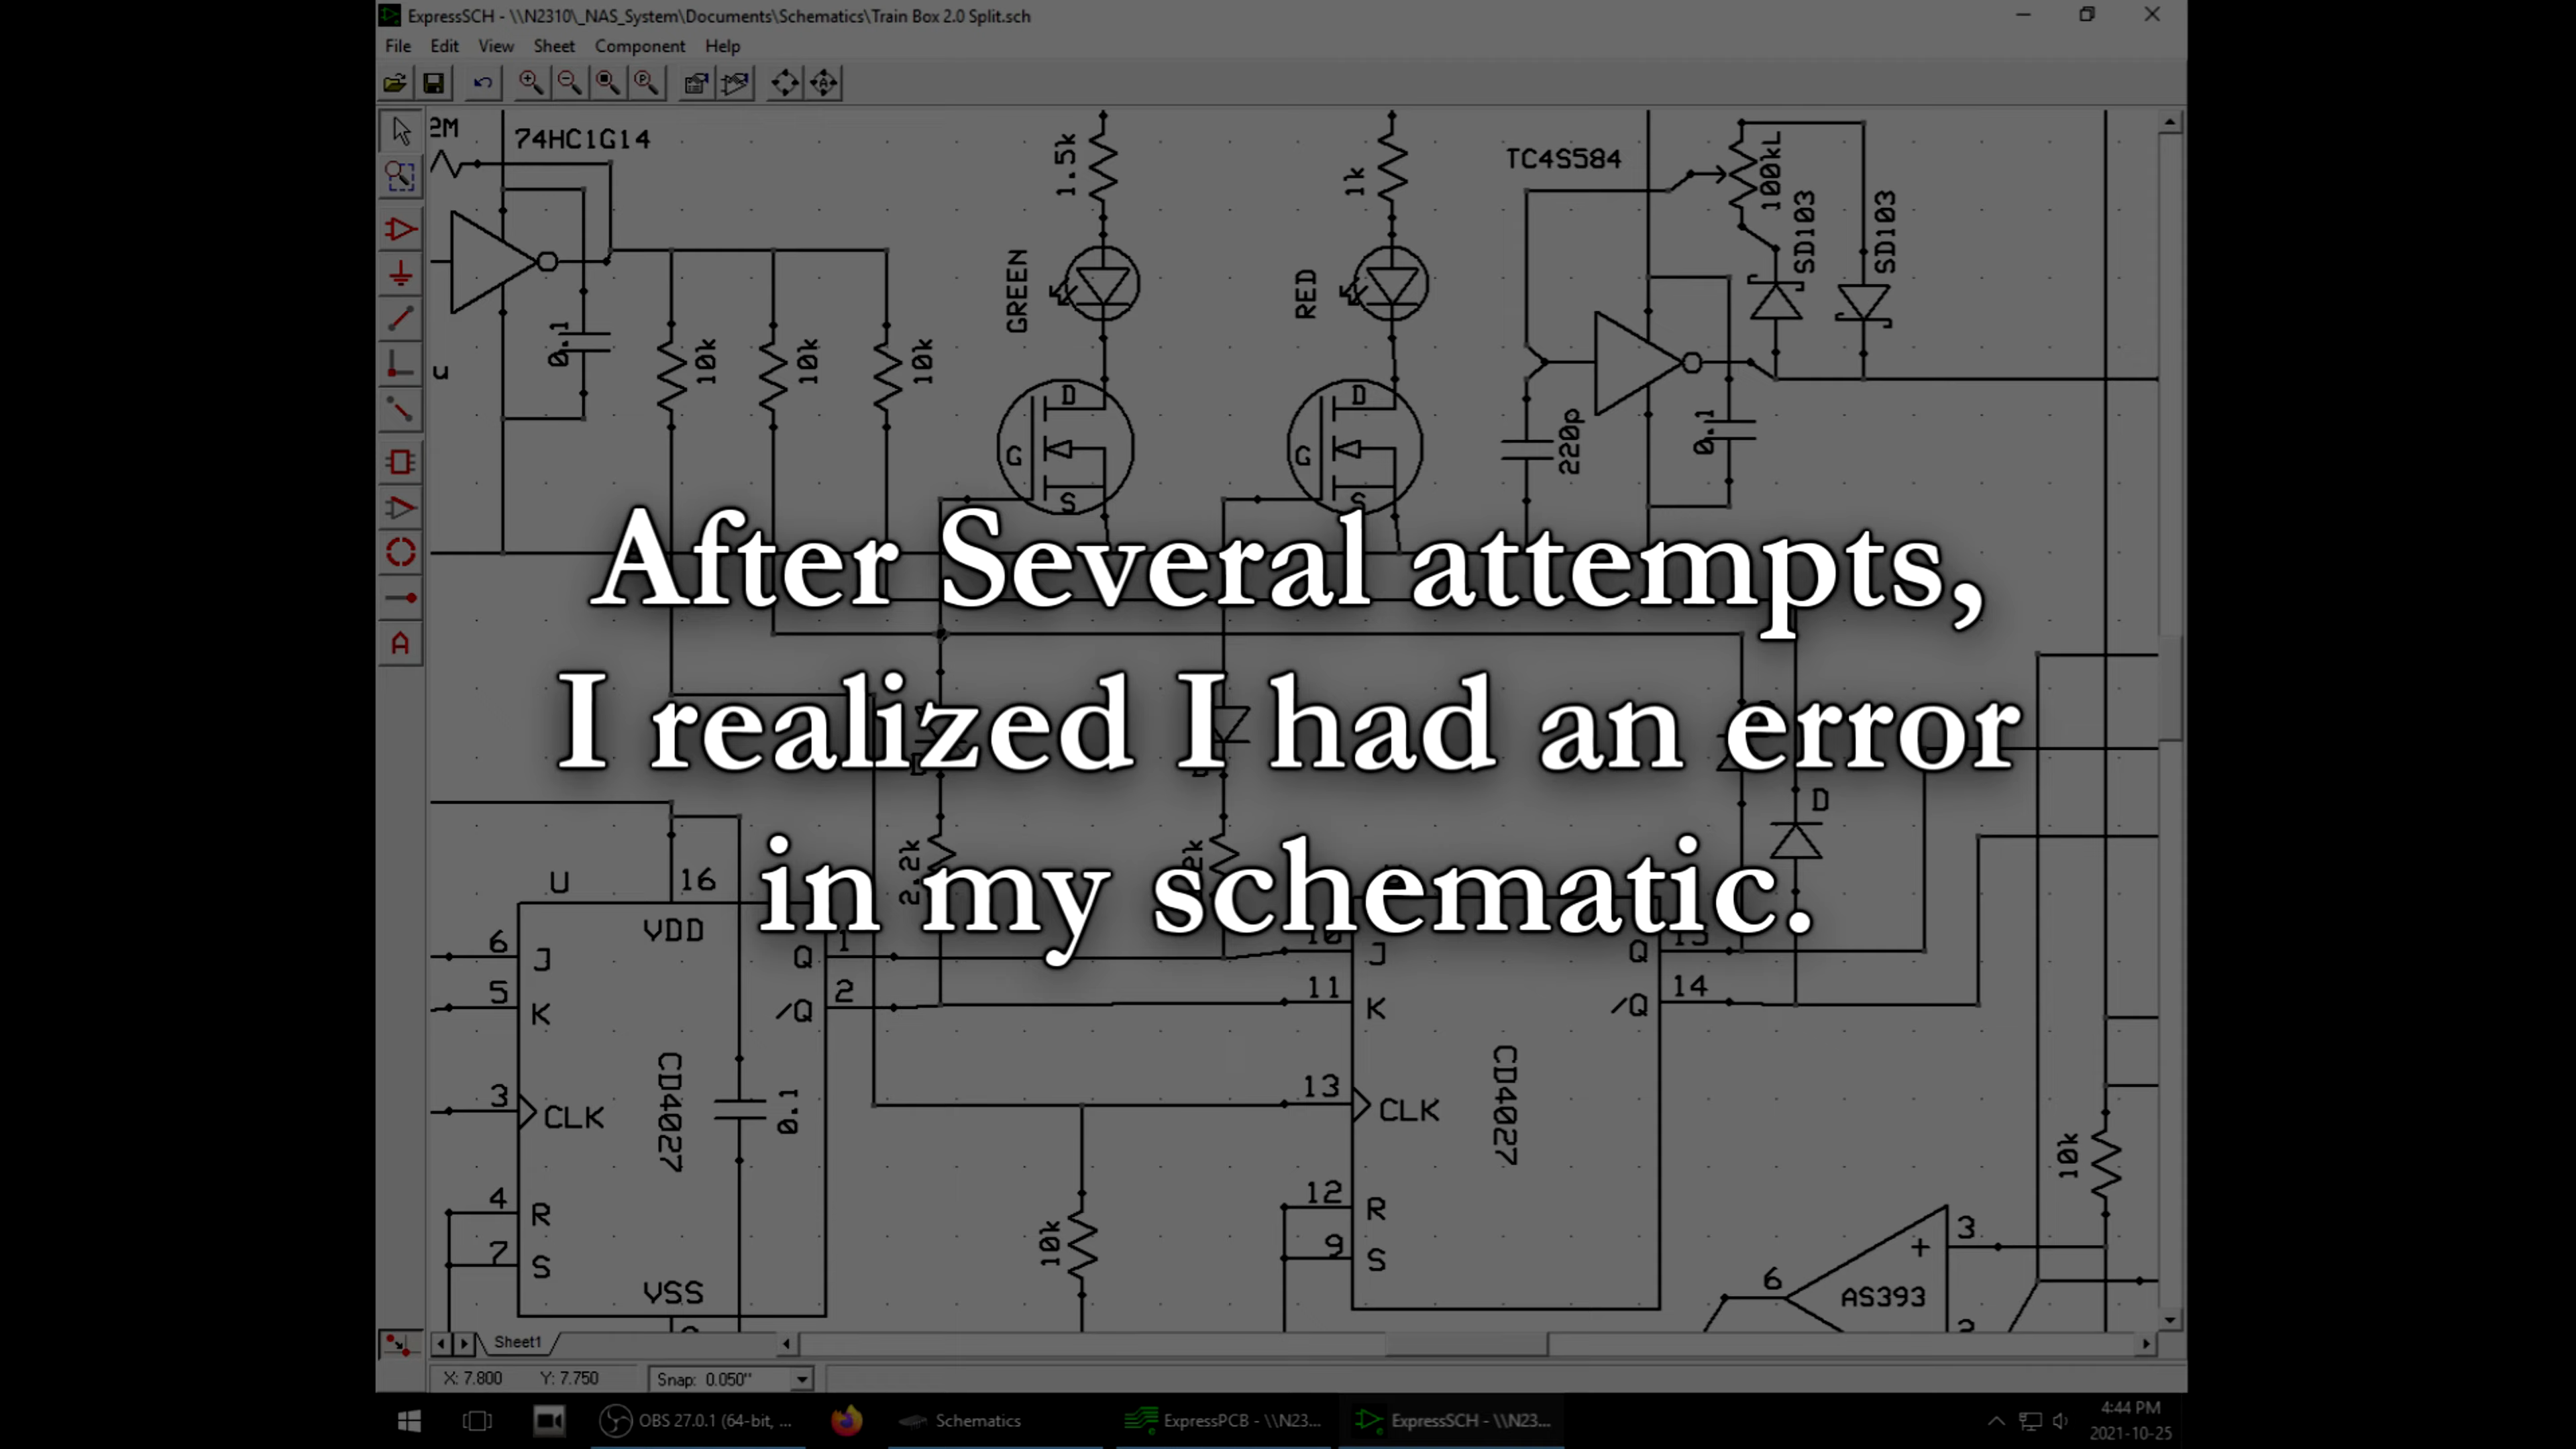 ExpressSCH - \\N2310\_NAS_System\Documents\Schematics\Train Box 2.0 Split.sch
File Edit View Sheet Component Help
2M
74HC1G14
1.5k
1k
TC4S584
100kL
SD103
SD103
GREEN
RED
0.1
10k
10k
10k
D
G
S
D
G
S
220p
0.1
u
After Several attempts,
I realized I had an error
in my schematic.
D
2.2k
U
16
VDD
6 J
5 K
3 CLK
4 R
7 S
VSS
Q 1
/Q 2
CD4027
0.1
10 J
11 K
13 CLK
12 R
9 S
Q 15
/Q 14
CD4027
10k
10k
3
+
6
AS393
2
Sheet1
X: 7.800 Y: 7.750 Snap: 0.050"
OBS 27.0.1 (64-bit, ...
Schematics
ExpressPCB - \\N23...
ExpressSCH - \\N23...
4:44 PM
2021-10-25